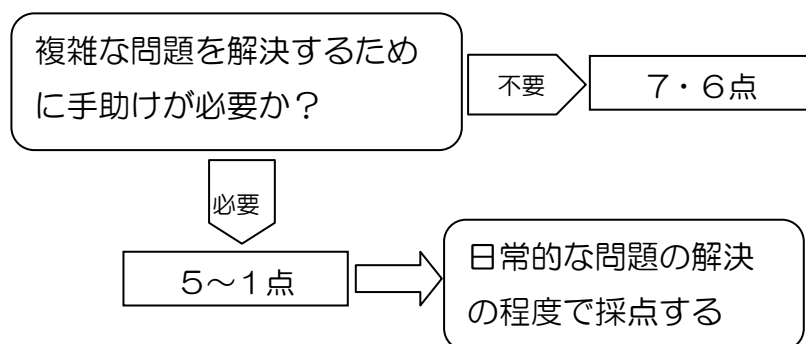 複雑な問題を解決するため
に手助けが必要か？
不要
７・６点
必要
５～１点
日常的な問題の解決
の程度で採点する